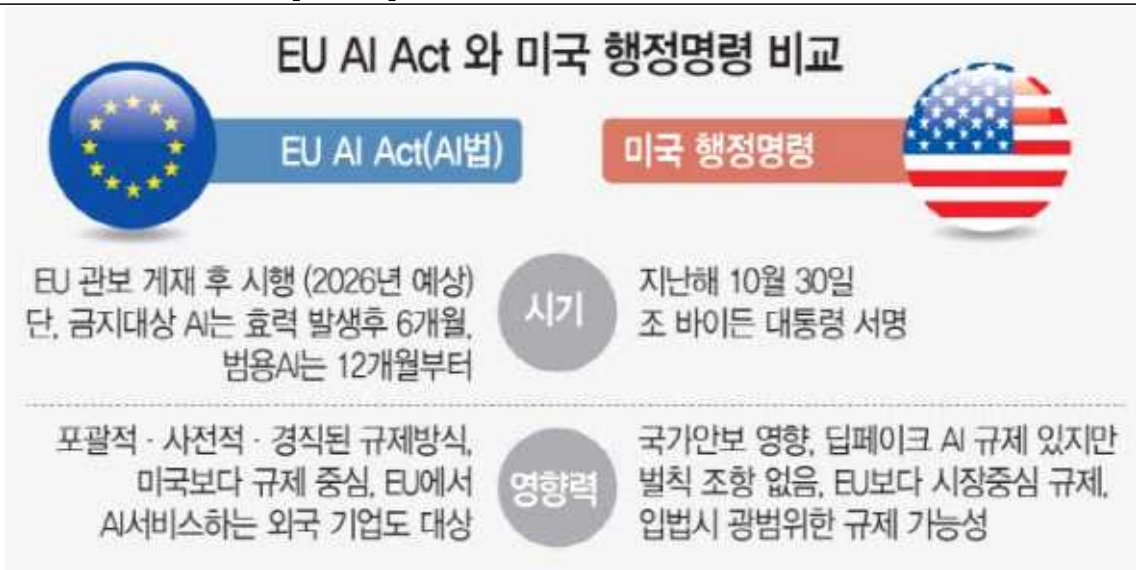 EU AI Act 와 미국 행정명령 비교
EU AI Act(AI법)
미국 행정명령
시기
EU 관보 게재 후 시행 (2026년 예상)
단, 금지대상 AI는 효력 발생후 6개월,
범용AI는 12개월부터
지난해 10월 30일
조 바이든 대통령 서명
영향력
포괄적 · 사전적 · 경직된 규제방식,
미국보다 규제 중심, EU에서
AI서비스하는 외국 기업도 대상
국가안보 영향, 딥페이크 AI 규제 있지만
벌칙 조항 없음, EU보다 시장중심 규제,
입법시 광범위한 규제 가능성